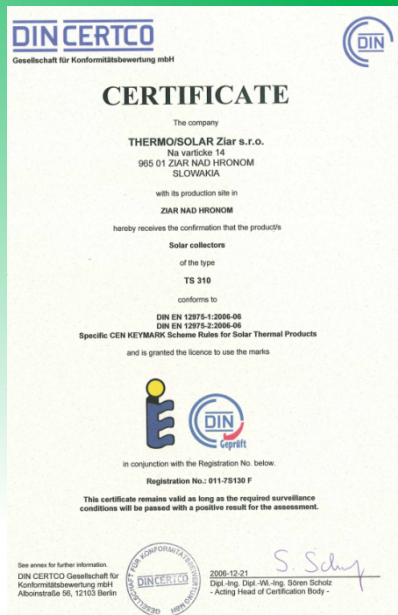 DIN CERTCO
Gesellschaft für Konformitätsbewertung mbH
DIN
CERTIFICATE
The company
THERMO/SOLAR Ziar s.r.o.
Na varticke 14
965 01 ZIAR NAD HRONOM
SLOWAKIA
with its production site in
ZIAR NAD HRONOM
hereby receives the confirmation that the product/s
Solar collectors
of the type
TS 310
conforms to
DIN EN 12975-1:2006-06
DIN EN 12975-2:2006-06
Specific CEN KEYMARK Scheme Rules for Solar Thermal Products
and is granted the licence to use the marks
DIN
Geprüft
in conjunction with the Registration No. below.
Registration No.: 011-7S130 F
This certificate remains valid as long as the required surveillance
conditions will be passed with a positive result for the assessment.
See annex for further information.
DIN CERTCO Gesellschaft für
Konformitätsbewertung mbH
Alboinstraße 56, 12103 Berlin
GESELLSCHAFT FÜR KONFORMITÄTSBEWERTUNG MBH
DINCERTCO
S. Scholz
2006-12-21
Dipl.-Ing. Dipl.-Wi.-Ing. Sören Scholz
- Acting Head of Certification Body -